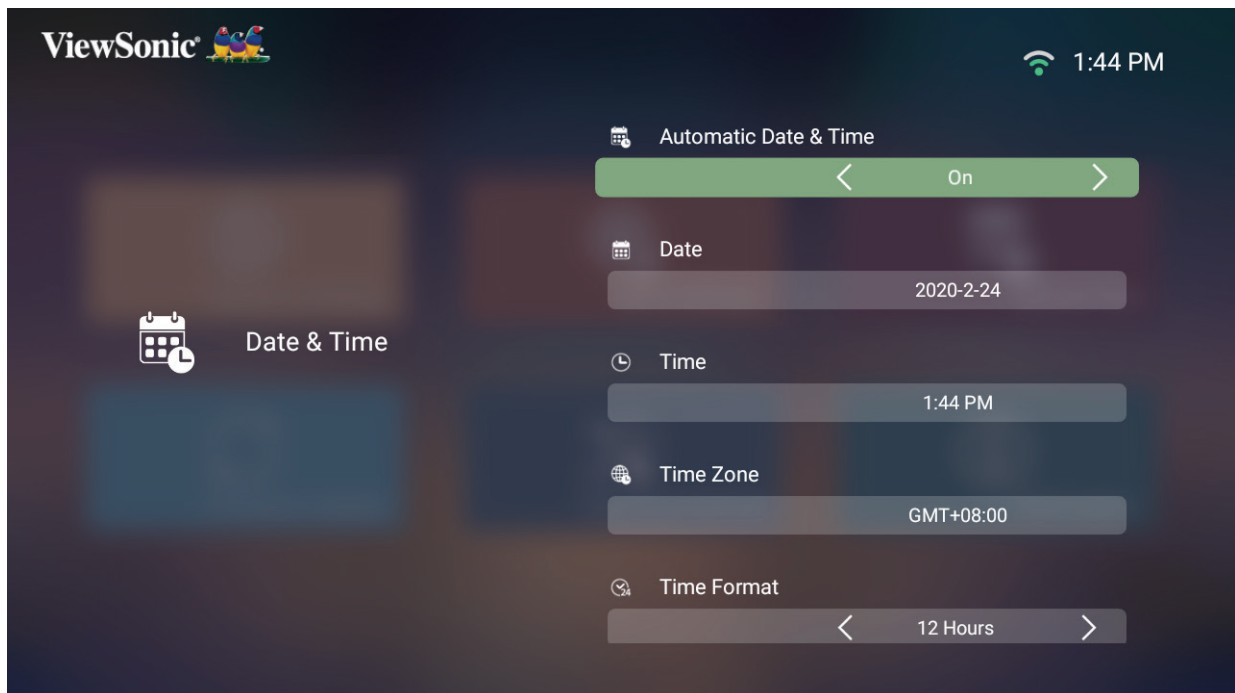 ViewSonic®
1:44 PM
Automatic Date & Time
On
Date
2020-2-24
Date & Time
Time
1:44 PM
Time Zone
GMT+08:00
24
Time Format
12 Hours